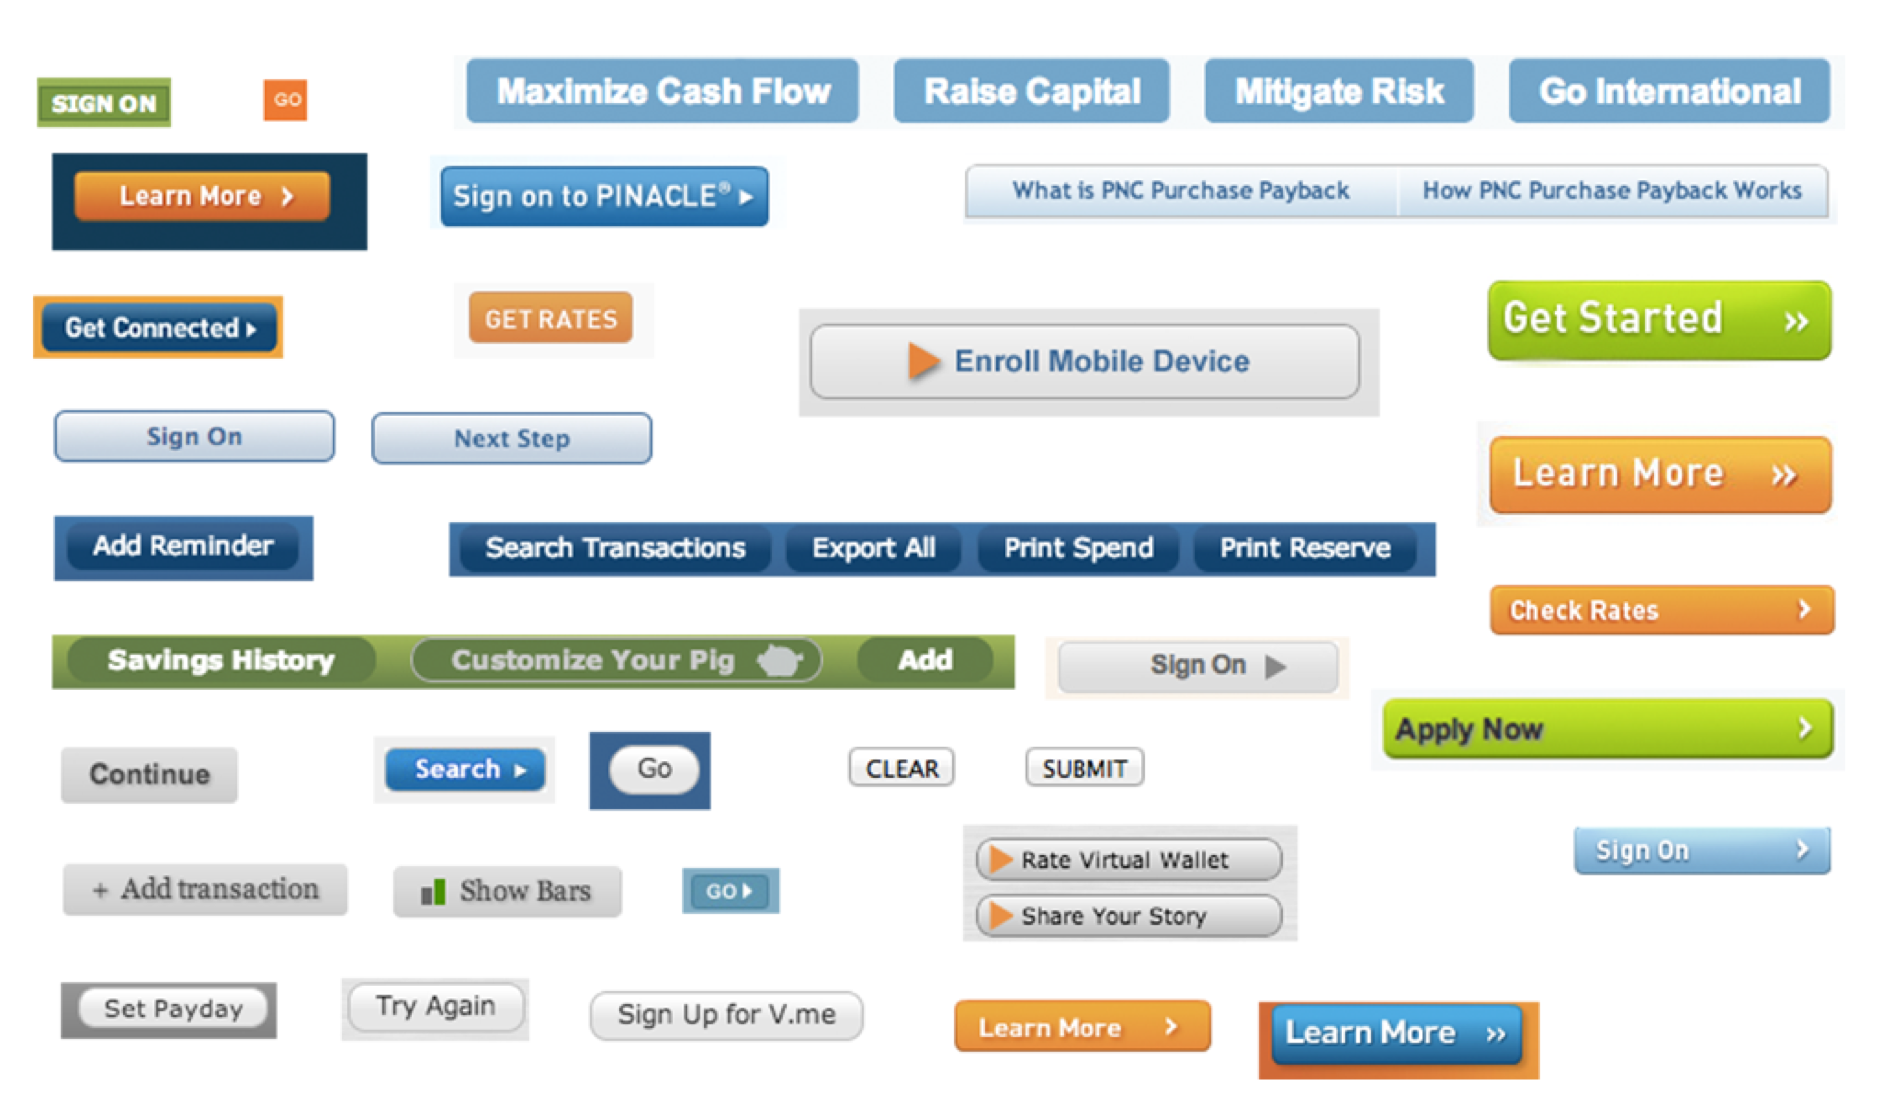 SIGN ON
GO
Maximize Cash Flow
Raise Capital
Mitigate Risk
Go International
Learn More >
Sign on to PINACLE®
What is PNC Purchase Payback
How PNC Purchase Payback Works
Get Connected
GET RATES
Enroll Mobile Device
Get Started »
Sign On
Next Step
Learn More »
Add Reminder
Search Transactions
Export All
Print Spend
Print Reserve
Check Rates >
Savings History
Customize Your Pig
Add
Sign On
Apply Now >
Continue
Search
Go
CLEAR
SUBMIT
Rate Virtual Wallet
Sign On >
+ Add transaction
Show Bars
GO
Share Your Story
Set Payday
Try Again
Sign Up for V.me
Learn More >
Learn More »